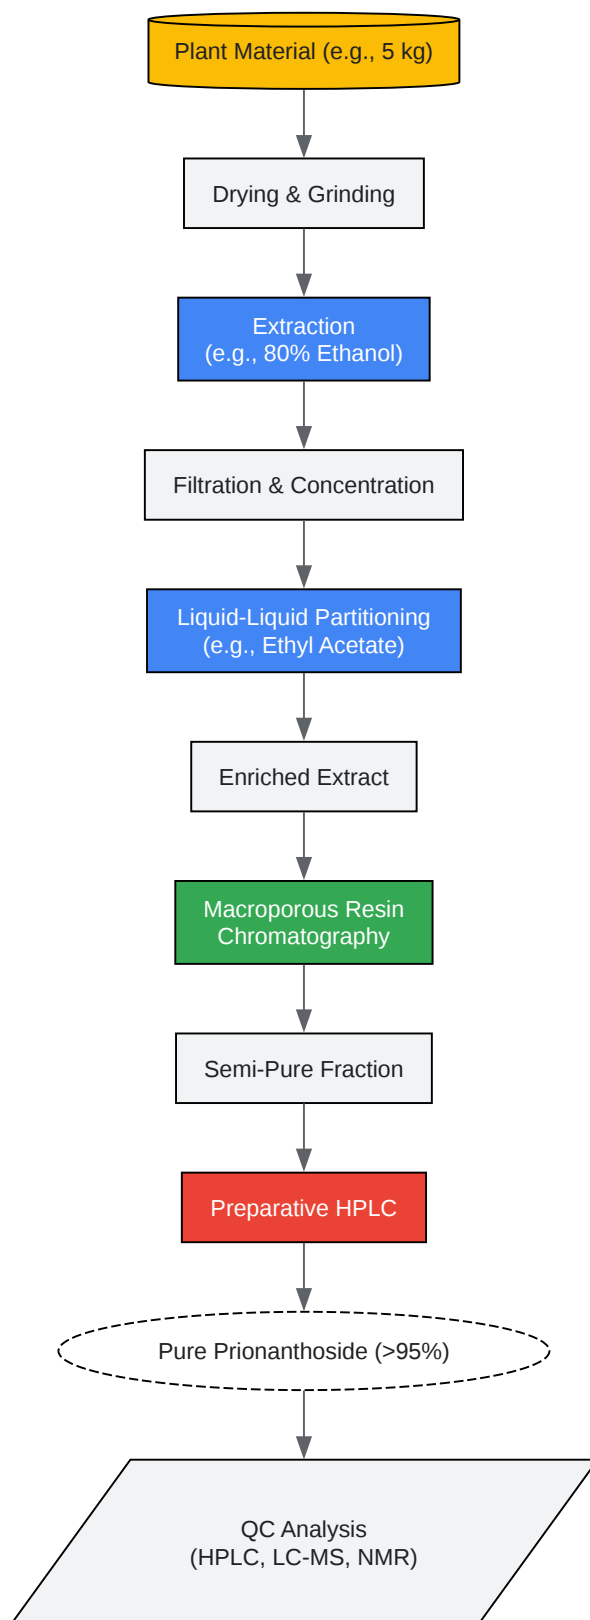 Plant Material (e.g., 5 kg)
Drying & Grinding
Extraction
(e.g., 80% Ethanol)
Filtration & Concentration
Liquid-Liquid Partitioning
(e.g., Ethyl Acetate)
Enriched Extract
Macroporous Resin
Chromatography
Semi-Pure Fraction
Preparative HPLC
Pure Prionanthoside (>95%)
QC Analysis
(HPLC, LC-MS, NMR)